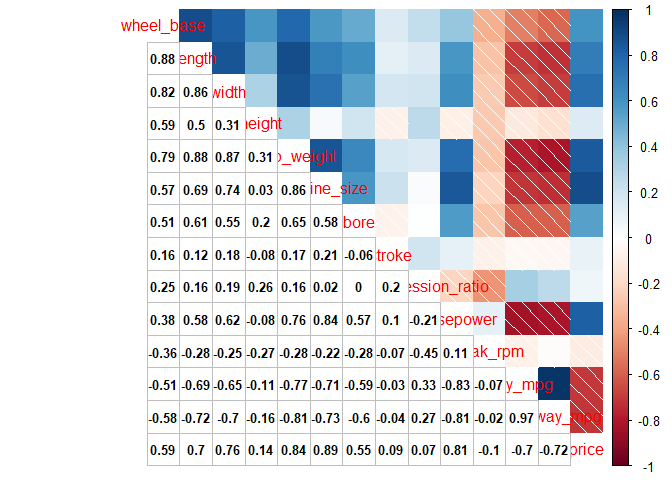 wheel_base
0.88 ength
0.82 0.86 width
0.59 0.5 0.31 height
0.79 0.88 0.87 0.31 o_weight
0.57 0.69 0.74 0.03 0.86 ine_size
0.51 0.61 0.55 0.2 0.65 0.58 bore
0.16 0.12 0.18 -0.08 0.17 0.21 -0.06 troke
0.25 0.16 0.19 0.26 0.16 0.02 0 0.2 ession_ratio
0.38 0.58 0.62 -0.08 0.76 0.84 0.57 0.1 -0.21 sepower
-0.36 -0.28 -0.25 -0.27 -0.28 -0.22 -0.28 -0.07 -0.45 0.11 ak_rpm
-0.51 -0.69 -0.65 -0.11 -0.77 -0.71 -0.59 -0.03 0.33 -0.83 -0.07 y_mpg
-0.58 -0.72 -0.7 -0.16 -0.81 -0.73 -0.6 -0.04 0.27 -0.81 -0.02 0.97 way_mpg
0.59 0.7 0.76 0.14 0.84 0.89 0.55 0.09 0.07 0.81 -0.1 -0.7 -0.72 price
1
0.8
0.6
0.4
0.2
0
-0.2
-0.4
-0.6
-0.8
-1